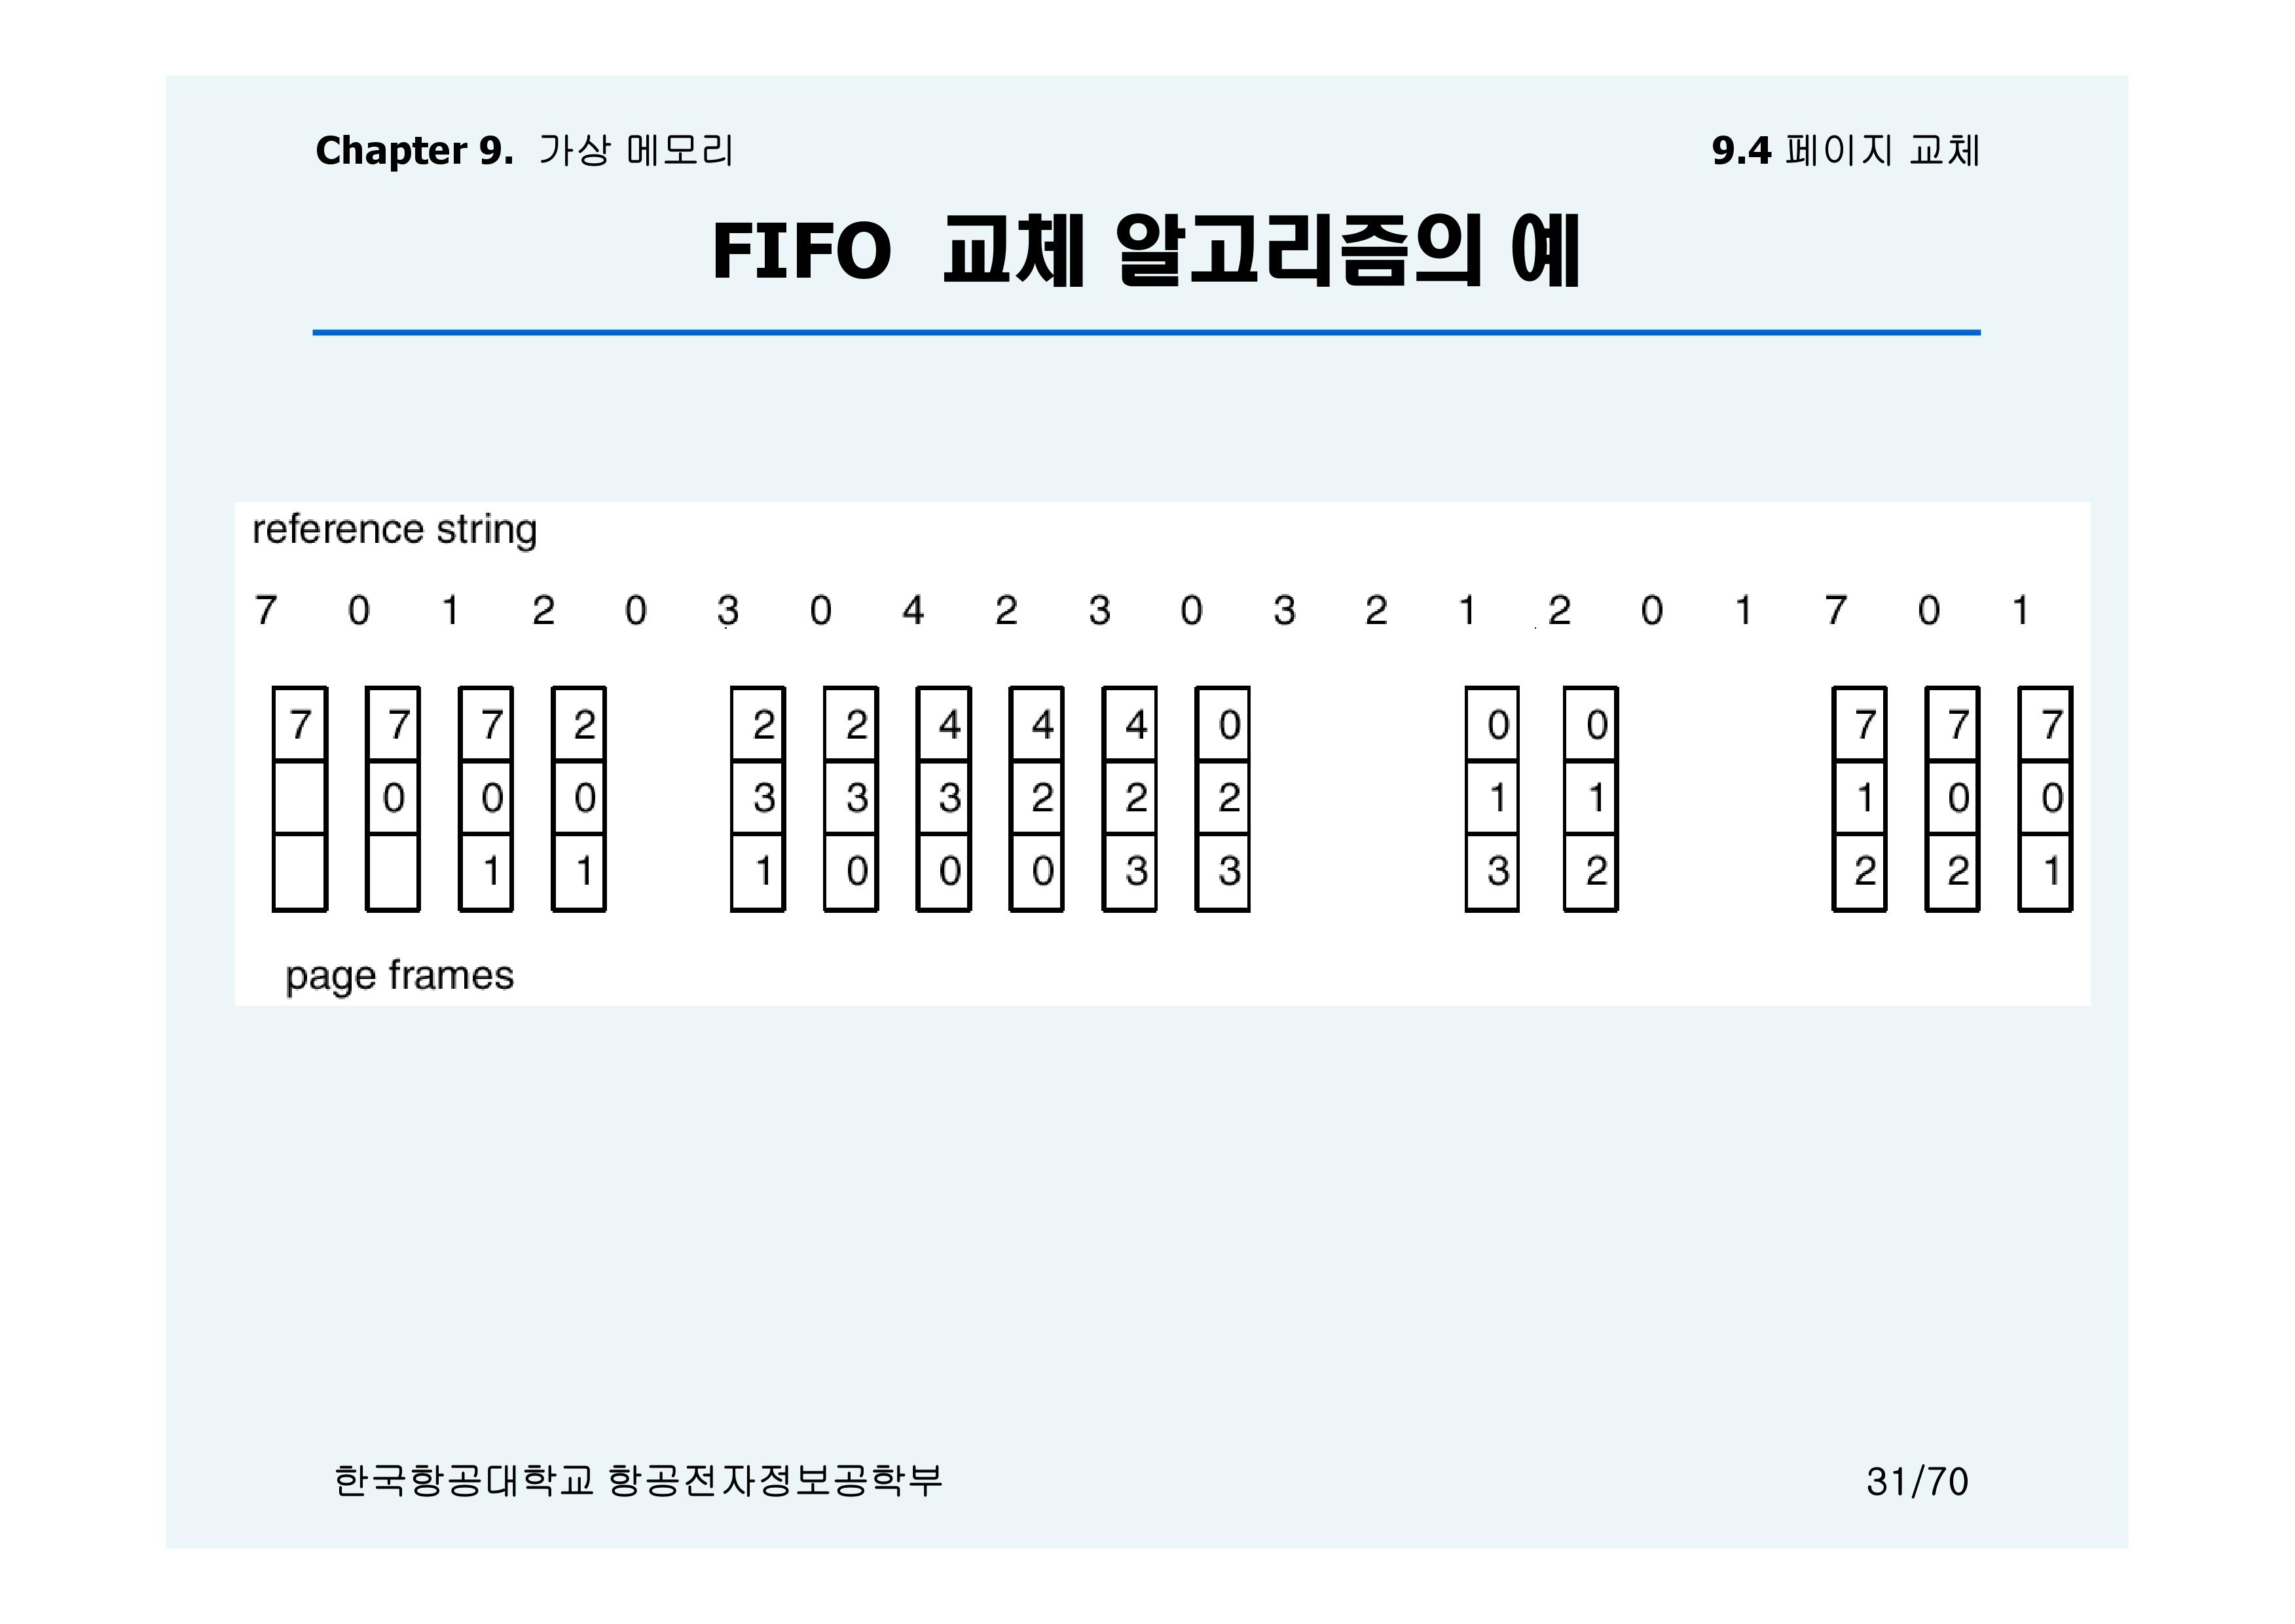 Chapter 9. 가상 메모리 9.4 페이지 교체
FIFO 교체 알고리즘의 예
reference string
7 0 1 2 0 3 0 4 2 3 0 3 2 1 2 0 1 7 0 1
7 7 7 2 2 2 4 4 4 0 0 0 7 7 7
0 0 0 3 3 3 2 2 2 1 1 1 0 0
1 1 1 0 0 0 3 3 3 2 2 2 1
page frames
한국항공대학교 항공전자정보공학부 31/70